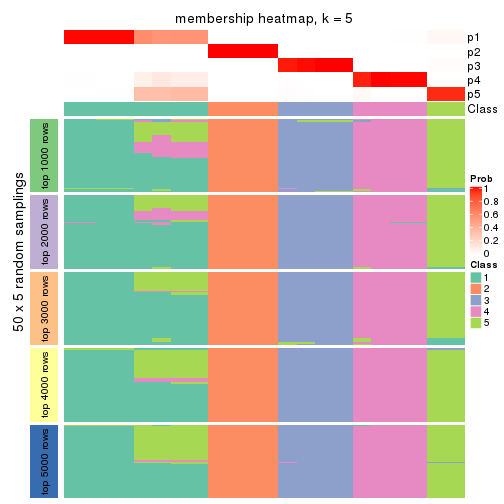 membership heatmap, k = 5
p1
p2
p3
p4
p5
Class
50 x 5 random samplings
top 1000 rows
top 2000 rows
top 3000 rows
top 4000 rows
top 5000 rows
Prob
1
0.8
0.6
0.4
0.2
0
Class
1
2
3
4
5